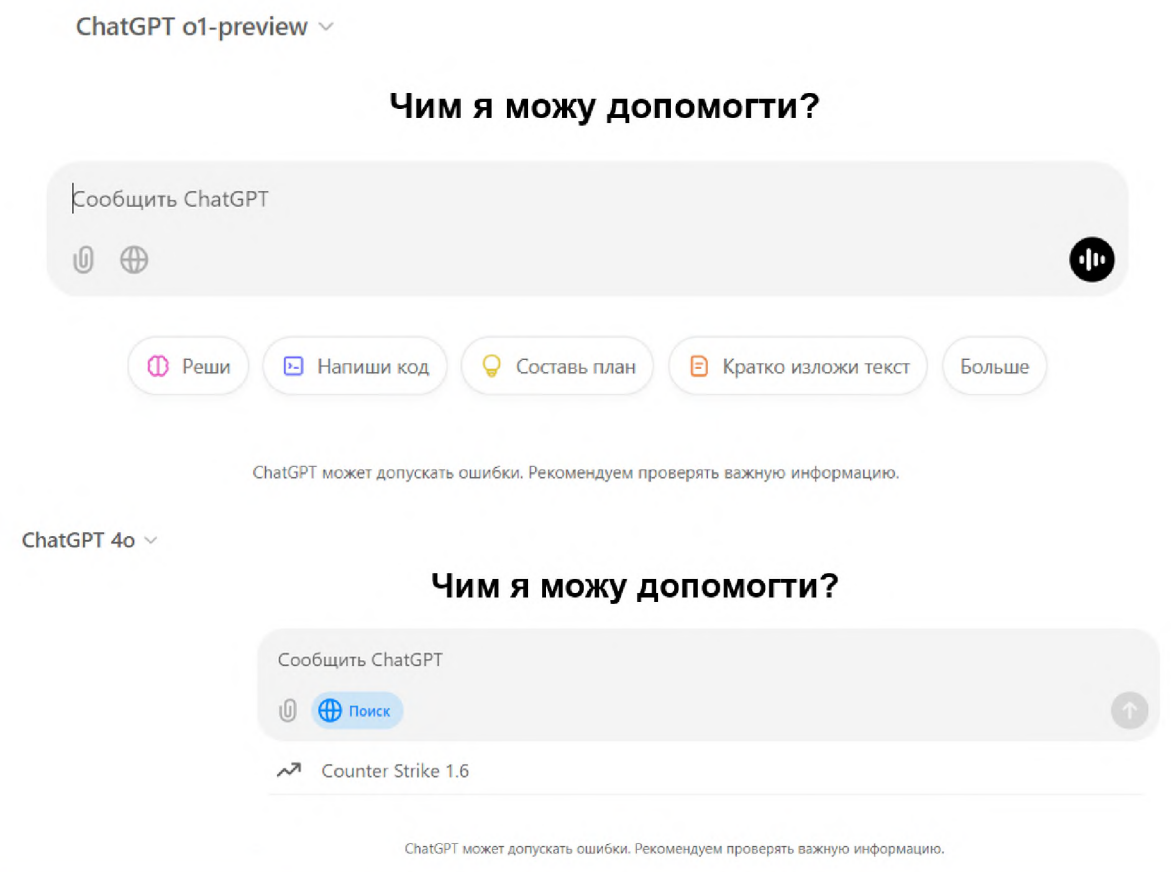 ChatGPT o1-preview
Чим я можу допомогти?
Сообщить ChatGPT
Реши Напиши код Составь план Кратко изложи текст Больше
ChatGPT может допускать ошибки. Рекомендуем проверять важную информацию.
ChatGPT 4o
Чим я можу допомогти?
Сообщить ChatGPT
Поиск
Counter Strike 1.6
ChatGPT может допускать ошибки. Рекомендуем проверять важную информацию.